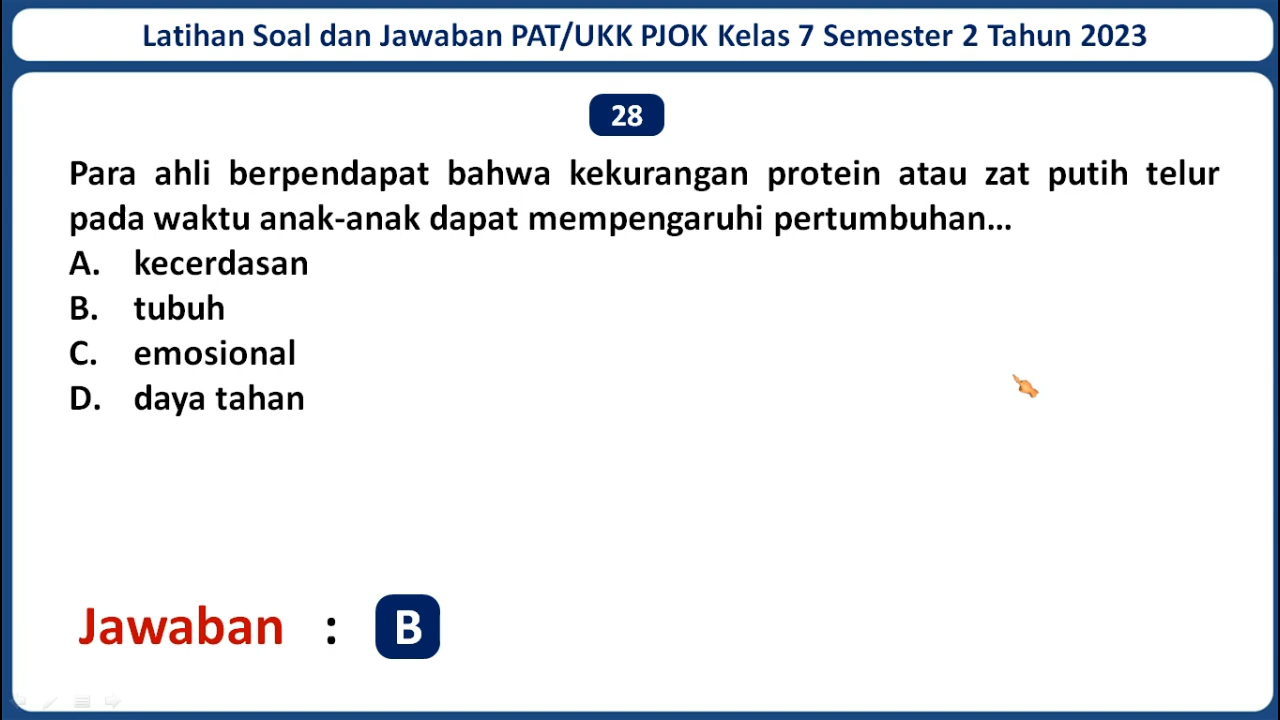 Latihan Soal dan Jawaban PAT/UKK PJOK Kelas 7 Semester 2 Tahun 2023
28
Para ahli berpendapat bahwa kekurangan protein atau zat putih telur
pada waktu anak-anak dapat mempengaruhi pertumbuhan...
A. kecerdasan
B. tubuh
C. emosional
D. daya tahan
Jawaban : B